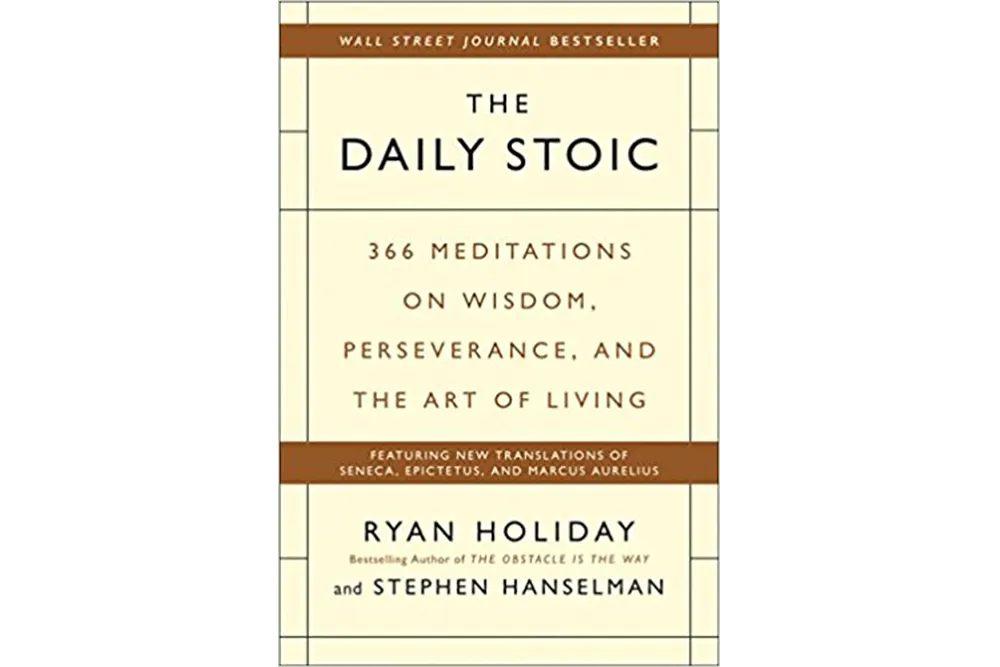 WALL STREET JOURNAL BESTSELLER
THE
DAILY STOIC
366 MEDITATIONS
ON WISDOM,
PERSEVERANCE, AND
THE ART OF LIVING
FEATURING NEW TRANSLATIONS OF
SENECA, EPICTETUS, AND MARCUS AURELIUS
RYAN HOLIDAY
Bestselling Author of THE OBSTACLE IS THE WAY
and STEPHEN HANSELMAN